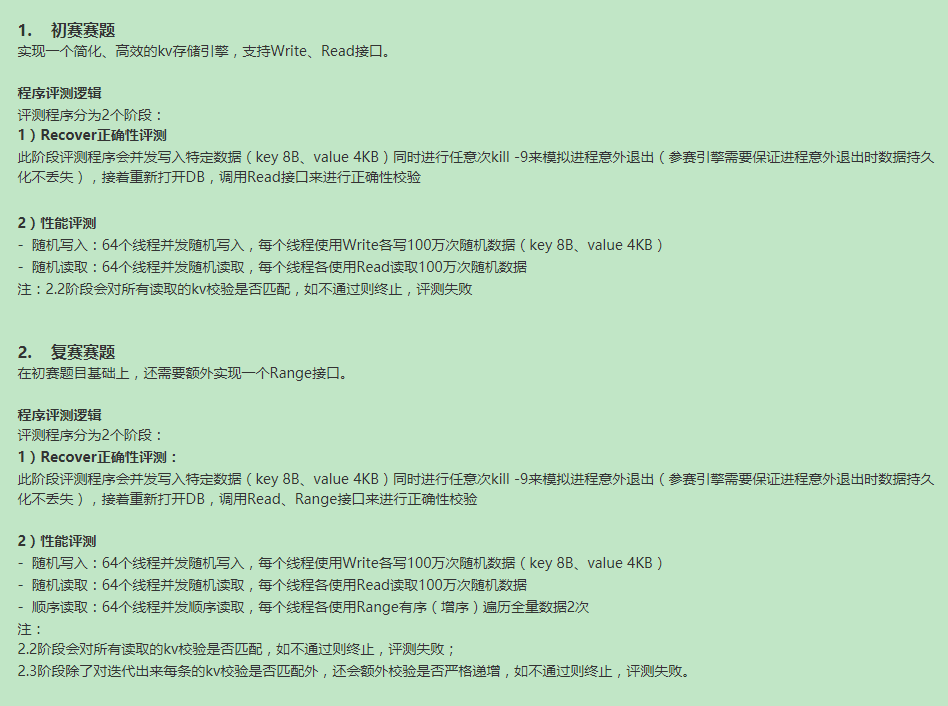 1. 初赛赛题
实现一个简化、高效的kv存储引擎，支持Write、Read接口。
程序评测逻辑
评测程序分为2个阶段：
1）Recover正确性评测
此阶段评测程序会并发写入特定数据（key 8B、value 4KB）同时进行任意次kill -9来模拟进程意外退出（参赛引擎需要保证进程意外退出时数据持久
化不丢失），接着重新打开DB，调用Read接口来进行正确性校验
2）性能评测
- 随机写入：64个线程并发随机写入，每个线程使用Write各写100万次随机数据（key 8B、value 4KB）
- 随机读取：64个线程并发随机读取，每个线程各使用Read读取100万次随机数据
注：2.2阶段会对所有读取的kv校验是否匹配，如不通过则终止，评测失败
2. 复赛赛题
在初赛题目基础上，还需要额外实现一个Range接口。
程序评测逻辑
评测程序分为2个阶段：
1）Recover正确性评测：
此阶段评测程序会并发写入特定数据（key 8B、value 4KB）同时进行任意次kill -9来模拟进程意外退出（参赛引擎需要保证进程意外退出时数据持久
化不丢失），接着重新打开DB，调用Read、Range接口来进行正确性校验
2）性能评测
- 随机写入：64个线程并发随机写入，每个线程使用Write各写100万次随机数据（key 8B、value 4KB）
- 随机读取：64个线程并发随机读取，每个线程各使用Read读取100万次随机数据
- 顺序读取：64个线程并发顺序读取，每个线程各使用Range有序（增序）遍历全量数据2次
注：
2.2阶段会对所有读取的kv校验是否匹配，如不通过则终止，评测失败；
2.3阶段除了对迭代出来每条的kv校验是否匹配外，还会额外校验是否严格递增，如不通过则终止，评测失败。